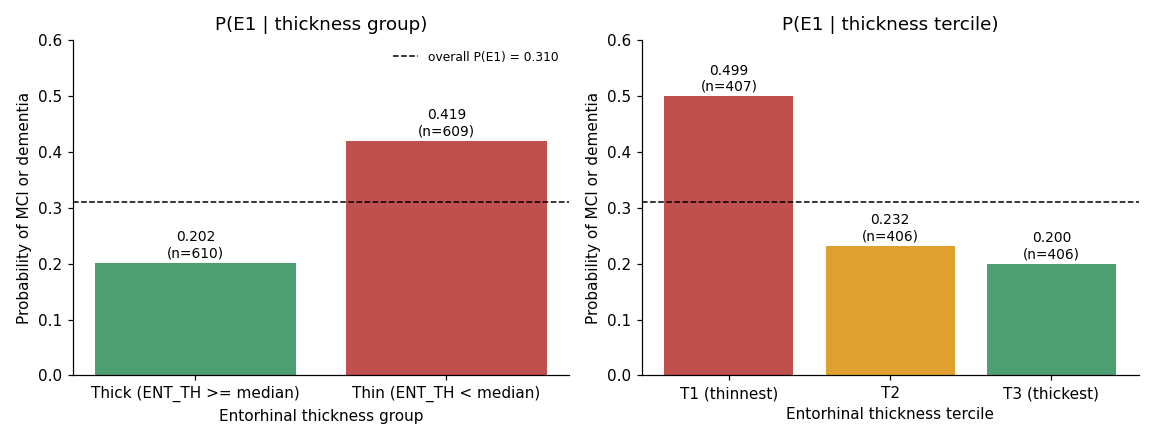 P(E1 | thickness group)
Probability of MCI or dementia
0.6
0.5
0.4
0.3
0.2
0.1
0.0
overall P(E1) = 0.310
0.202
(n=610)
0.419
(n=609)
Thick (ENT_TH >= median)
Thin (ENT_TH < median)
Entorhinal thickness group
P(E1 | thickness tercile)
Probability of MCI or dementia
0.6
0.5
0.4
0.3
0.2
0.1
0.0
0.499
(n=407)
0.232
(n=406)
0.200
(n=406)
T1 (thinnest)
T2
T3 (thickest)
Entorhinal thickness tercile